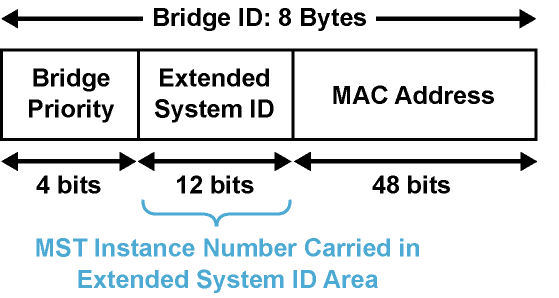 Bridge ID: 8 Bytes
Bridge
Priority
Extended
System ID
MAC Address
4 bits
12 bits
48 bits
MST Instance Number Carried in
Extended System ID Area